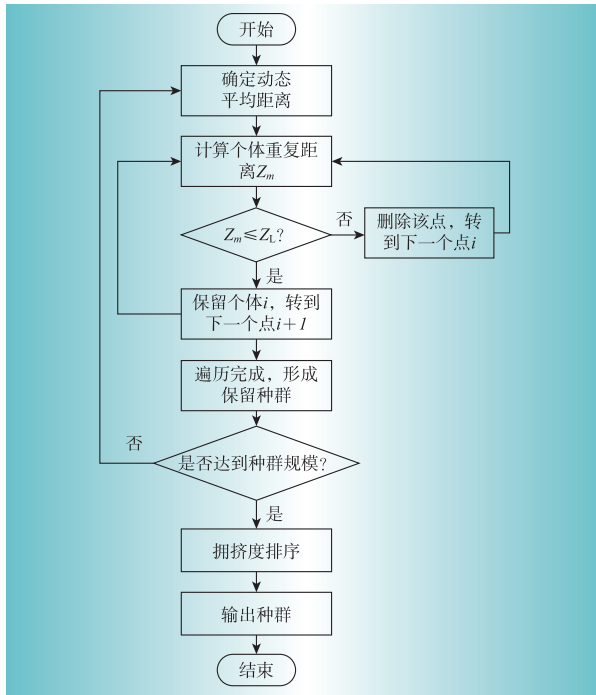 开始
确定动态
平均距离
计算个体重复距
离Zm
Zm≤ZL?
否
删除该点，转
到下一个点i
是
保留个体i，转到
下一个点i+1
遍历完成，形成
保留种群
否
是否达到种群规模?
是
拥挤度排序
输出种群
结束